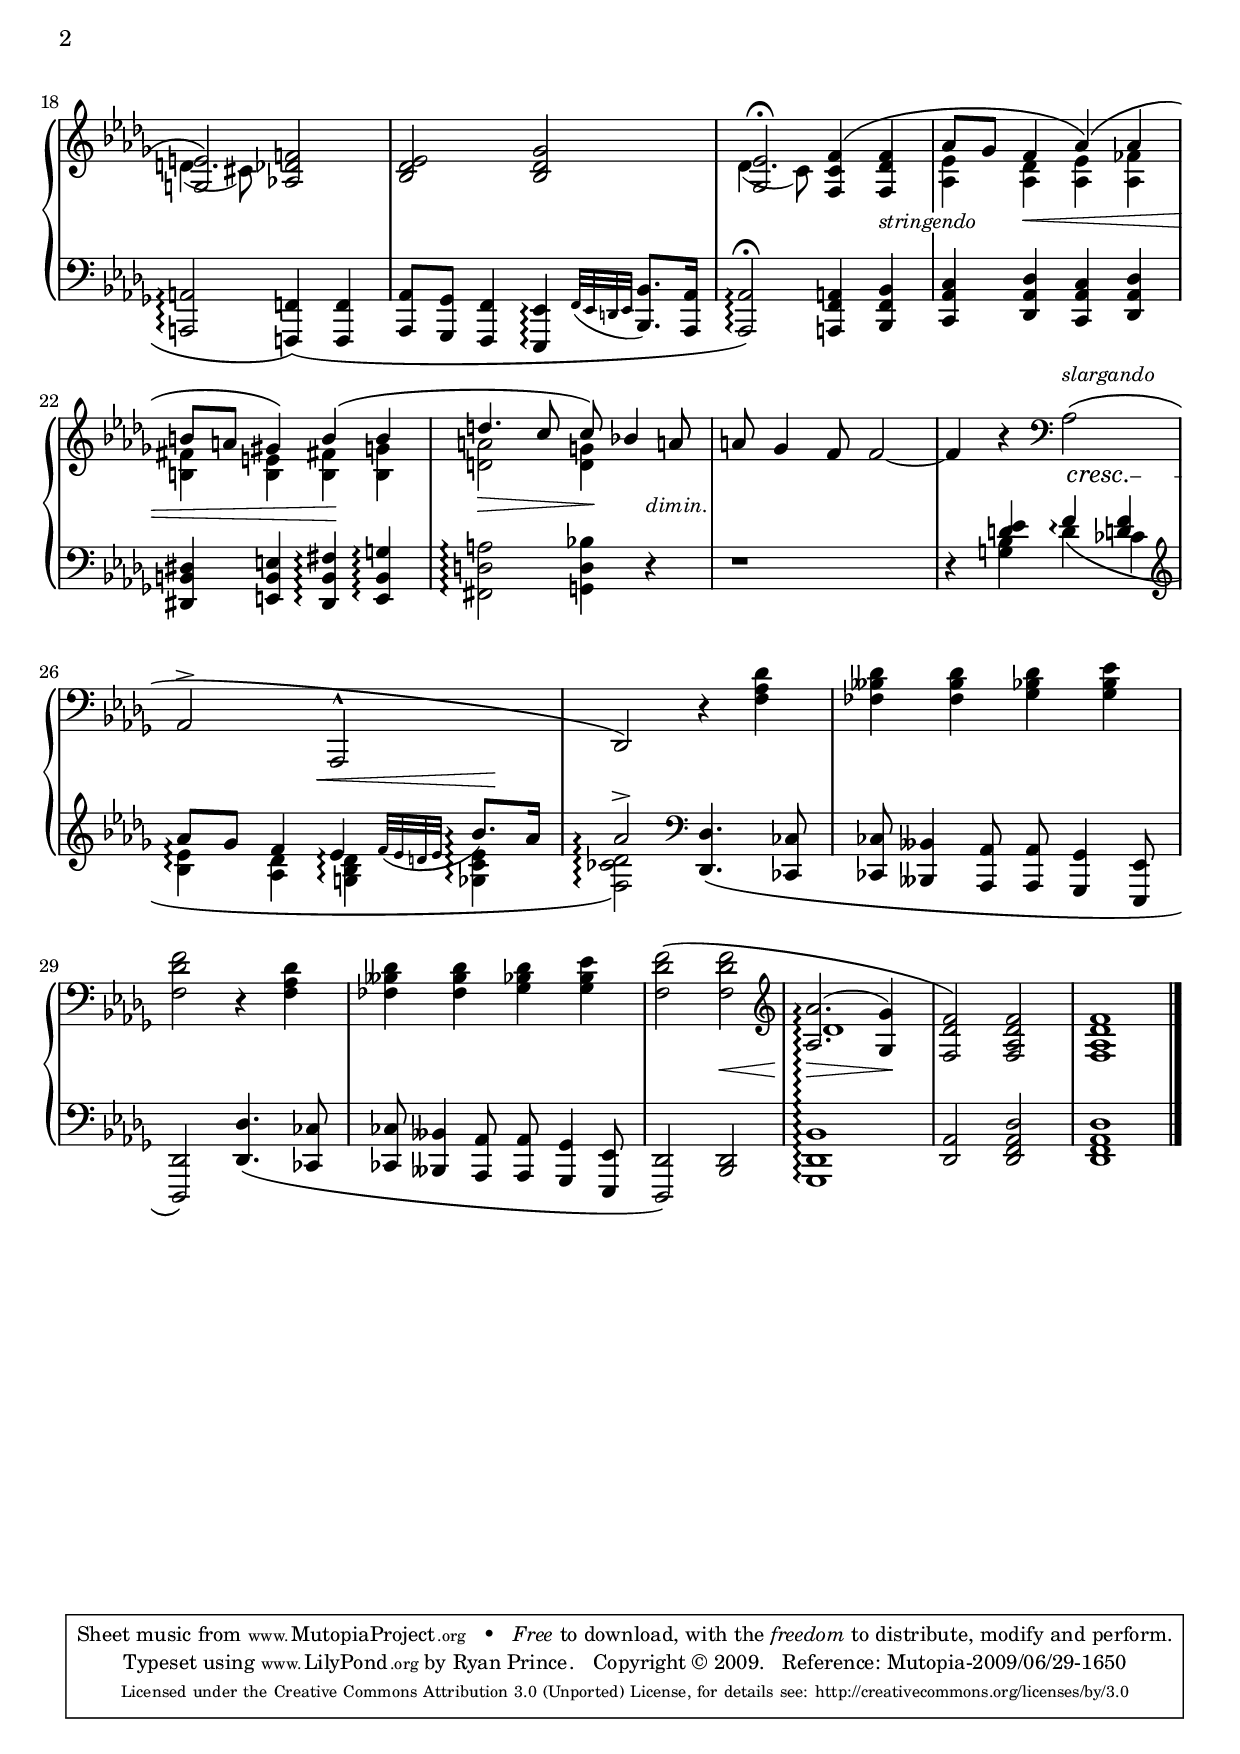 2
18
stringendo
22
slargando
cresc.
dimin.
26
29
Sheet music from www.MutopiaProject.org • Free to download, with the freedom to distribute, modify and perform.
Typeset using www.LilyPond.org by Ryan Prince. Copyright © 2009. Reference: Mutopia-2009/06/29-1650
Licensed under the Creative Commons Attribution 3.0 (Unported) License, for details see: http://creativecommons.org/licenses/by/3.0